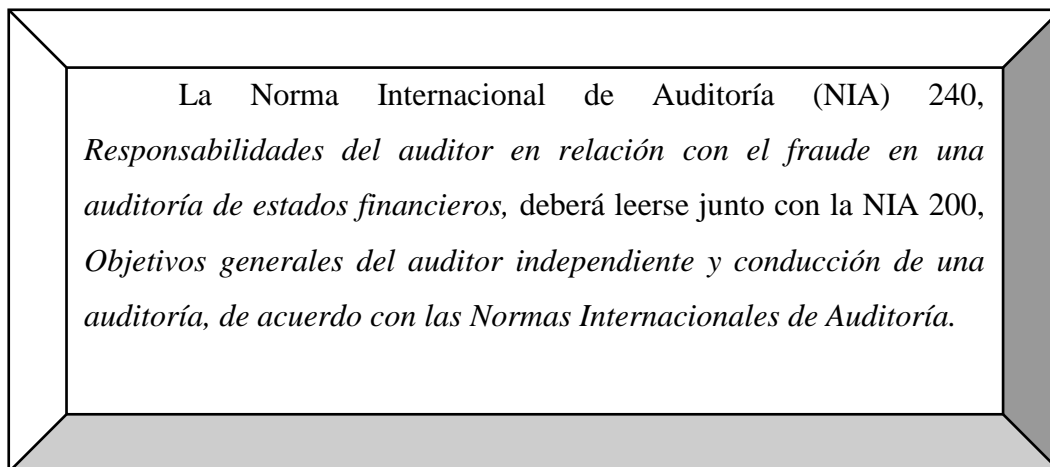 La Norma Internacional de Auditoría (NIA) 240,
Responsabilidades del auditor en relación con el fraude en una
auditoría de estados financieros, deberá leerse junto con la NIA 200,
Objetivos generales del auditor independiente y conducción de una
auditoría, de acuerdo con las Normas Internacionales de Auditoría.